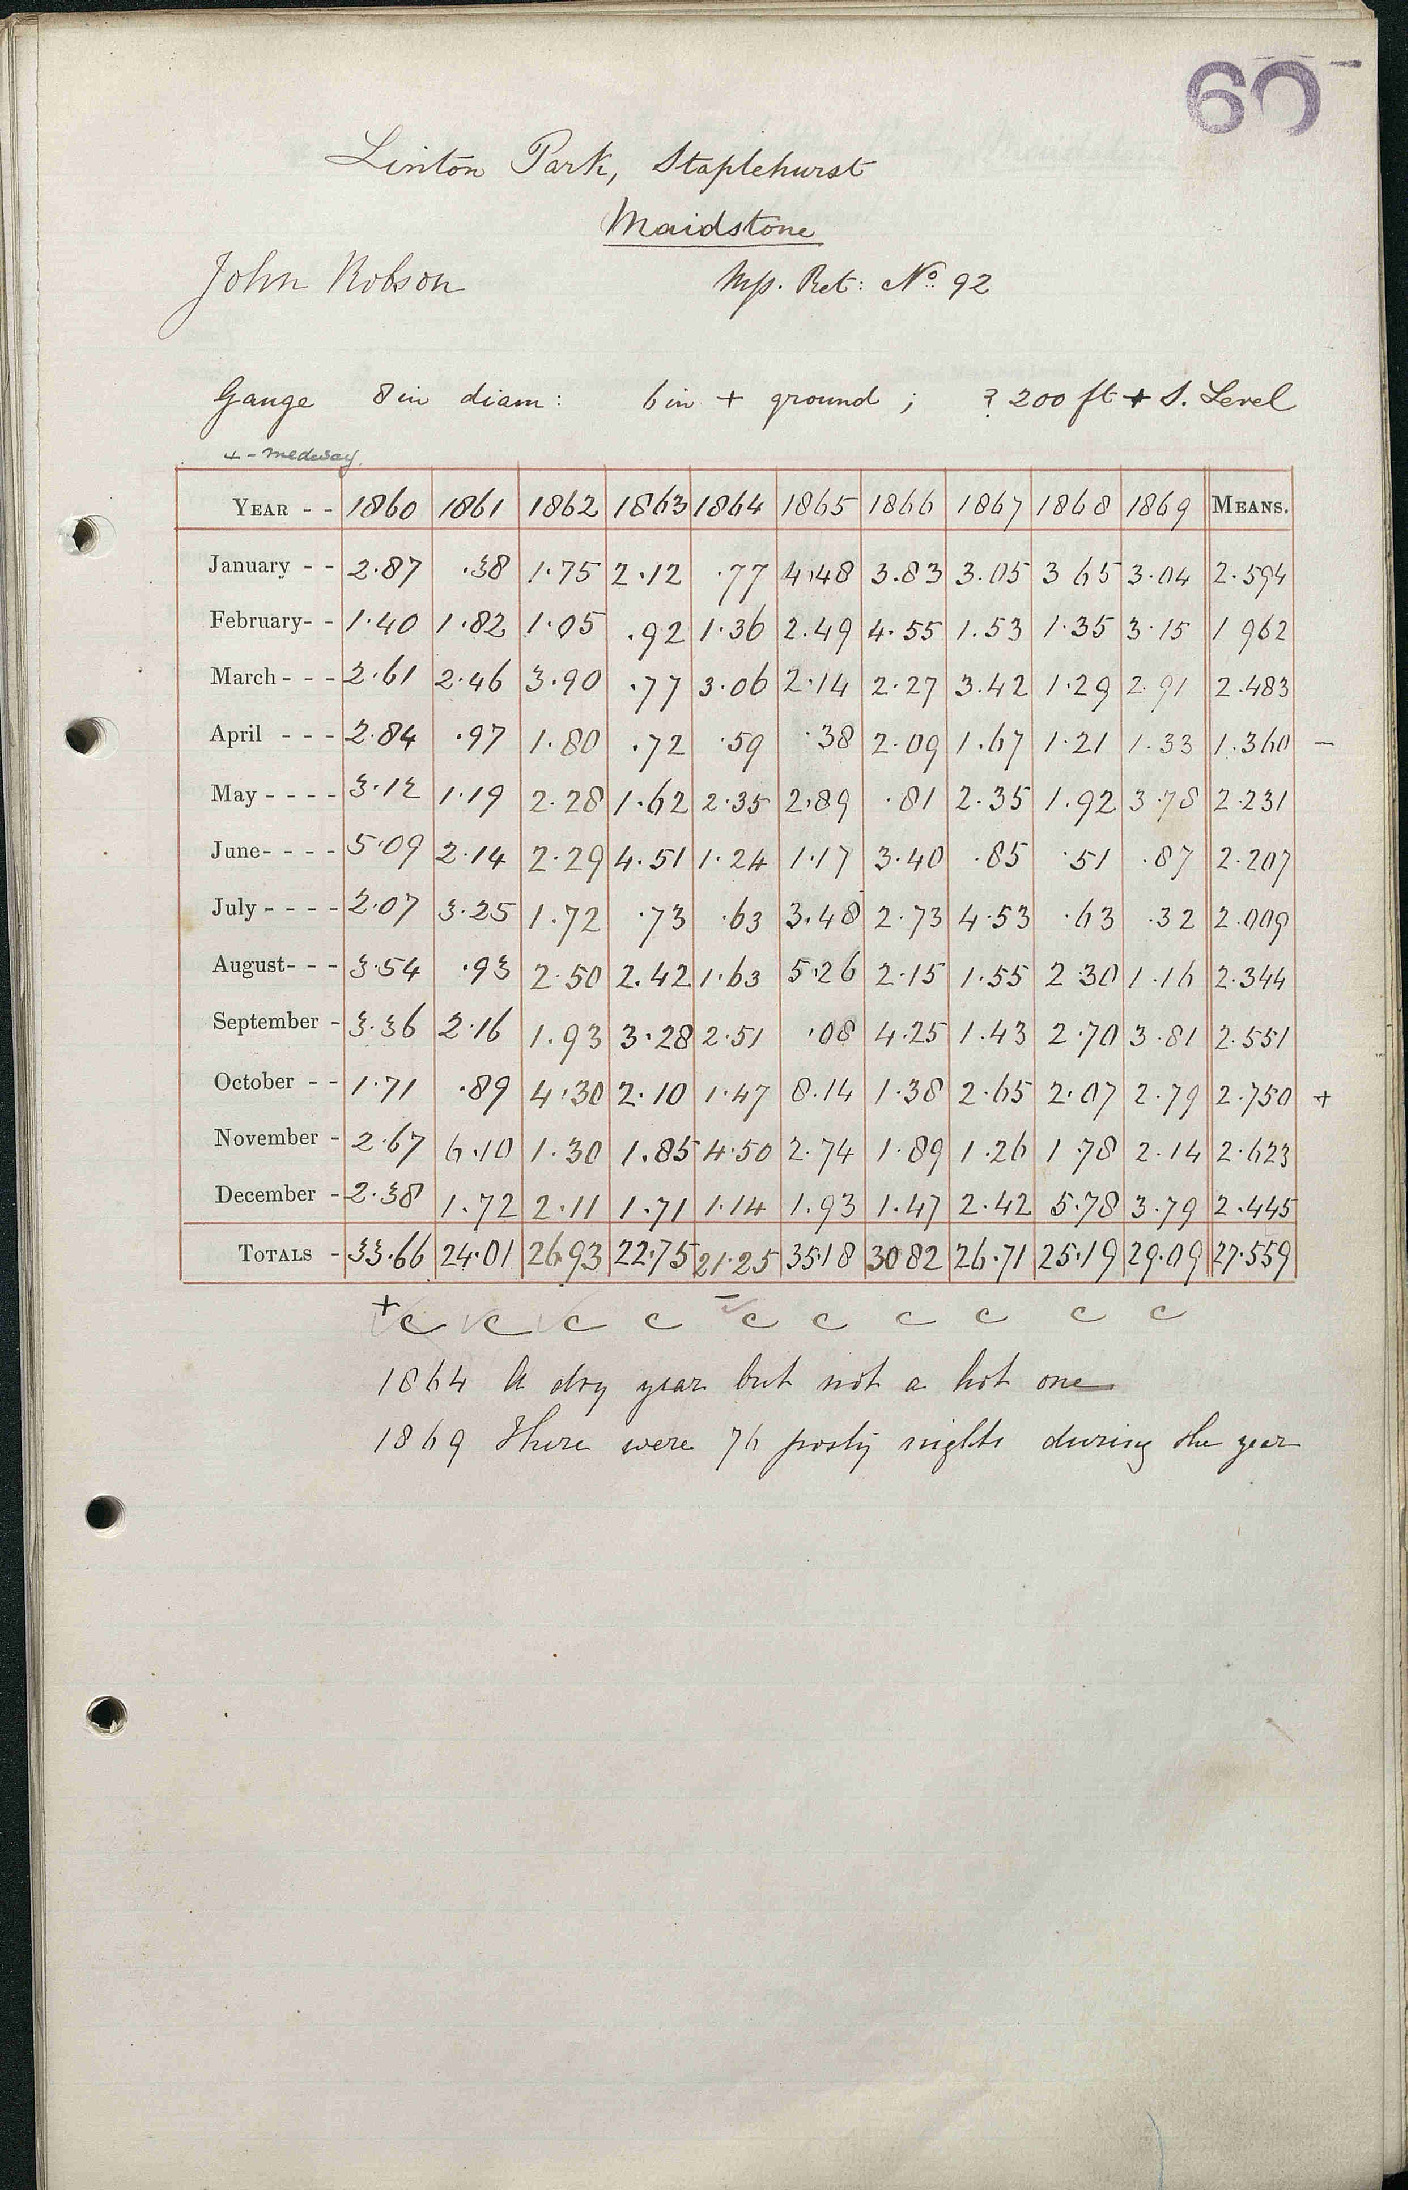 60
Linton Park, Staplehurst
Maidstone
John Robson Mss. Ret: No. 92
Gauge 8 in diam: 6 in + ground ; ? 200 ft + S. Level
+ - Medway
YEAR - - 1860 1861 1862 1863 1864 1865 1866 1867 1868 1869 MEANS.
January - - 2.87 .38 1.75 2.12 .77 4.48 3.83 3.05 3 65 3.04 2.594
February - - 1.40 1.82 1.05 .92 1.36 2.49 4.55 1.53 1.35 3.15 1 962
March - - - 2.61 2.46 3.90 .77 3.06 2.14 2.27 3.42 1.29 2.91 2.483
April - - - 2.84 .97 1.80 .72 .59 .38 2.09 1.67 1.21 1.33 1.360 -
May - - - - 3.12 1.19 2.28 1.62 2.35 2.89 .81 2.35 1.92 3.78 2.231
June - - - - 5.09 2.14 2.29 4.51 1.24 1.17 3.40 .85 .51 .87 2.207
July - - - - 2.07 3.25 1.72 .73 .63 3.48 2.73 4.53 .63 .32 2.009
August - - - 3.54 .93 2.50 2.42 1.63 5.26 2.15 1.55 2.30 1.16 2.344
September - 3.36 2.16 1.93 3.28 2.51 .08 4.25 1.43 2.70 3.81 2.551
October - - 1.71 .89 4.30 2.10 1.47 8.14 1.38 2.65 2.07 2.79 2.750 +
November - 2.67 6.10 1.30 1.85 4.50 2.74 1.89 1.26 1.78 2.14 2.623
December - 2.38 1.72 2.11 1.71 1.14 1.93 1.47 2.42 5.78 3.79 2.445
TOTALS - 33.66 24.01 26.93 22.75 21.25 35.18 30 82 26.71 25.19 29.09 27.559
+ c c c c - c c c c c c
1864 A dry year but not a hot one
1869 There were 76 frosty nights during the year